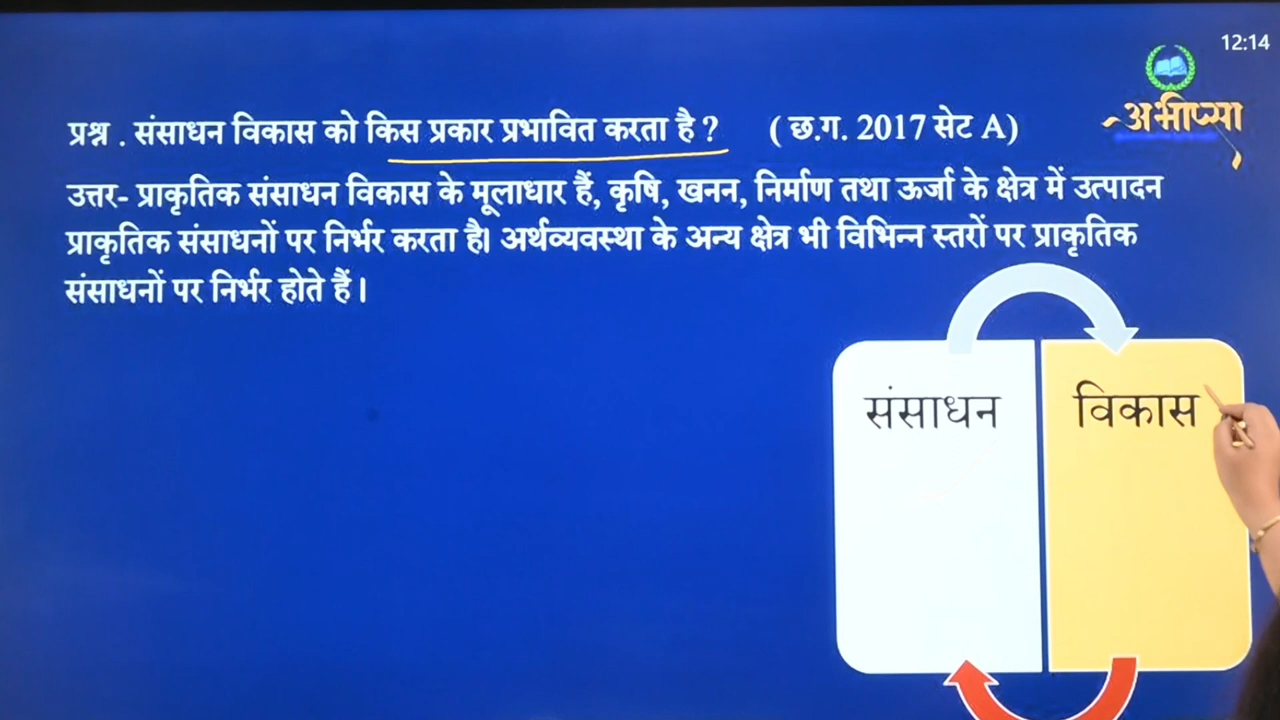 12:14
अभीप्सा
प्रश्न . संसाधन विकास को किस प्रकार प्रभावित करता है ? ( छ.ग. 2017 सेट A)
उत्तर- प्राकृतिक संसाधन विकास के मूलाधार हैं, कृषि, खनन, निर्माण तथा ऊर्जा के क्षेत्र में उत्पादन
प्राकृतिक संसाधनों पर निर्भर करता है। अर्थव्यवस्था के अन्य क्षेत्र भी विभिन्न स्तरों पर प्राकृतिक
संसाधनों पर निर्भर होते हैं ।
संसाधन विकास